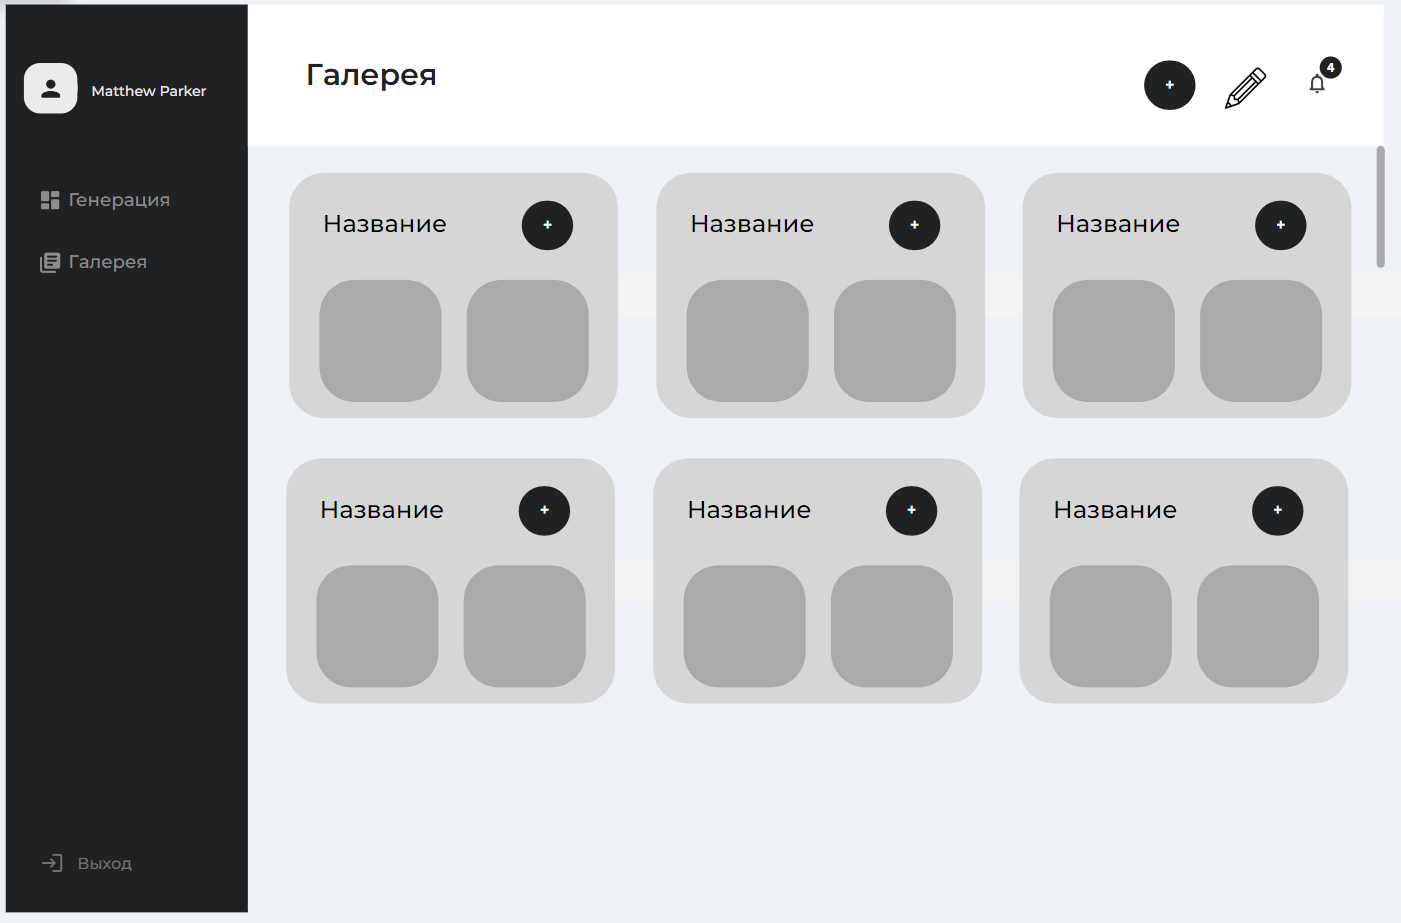 Matthew Parker
Генерация
Галерея
Выход
Галерея
+
4
Название
+
Название
+
Название
+
Название
+
Название
+
Название
+